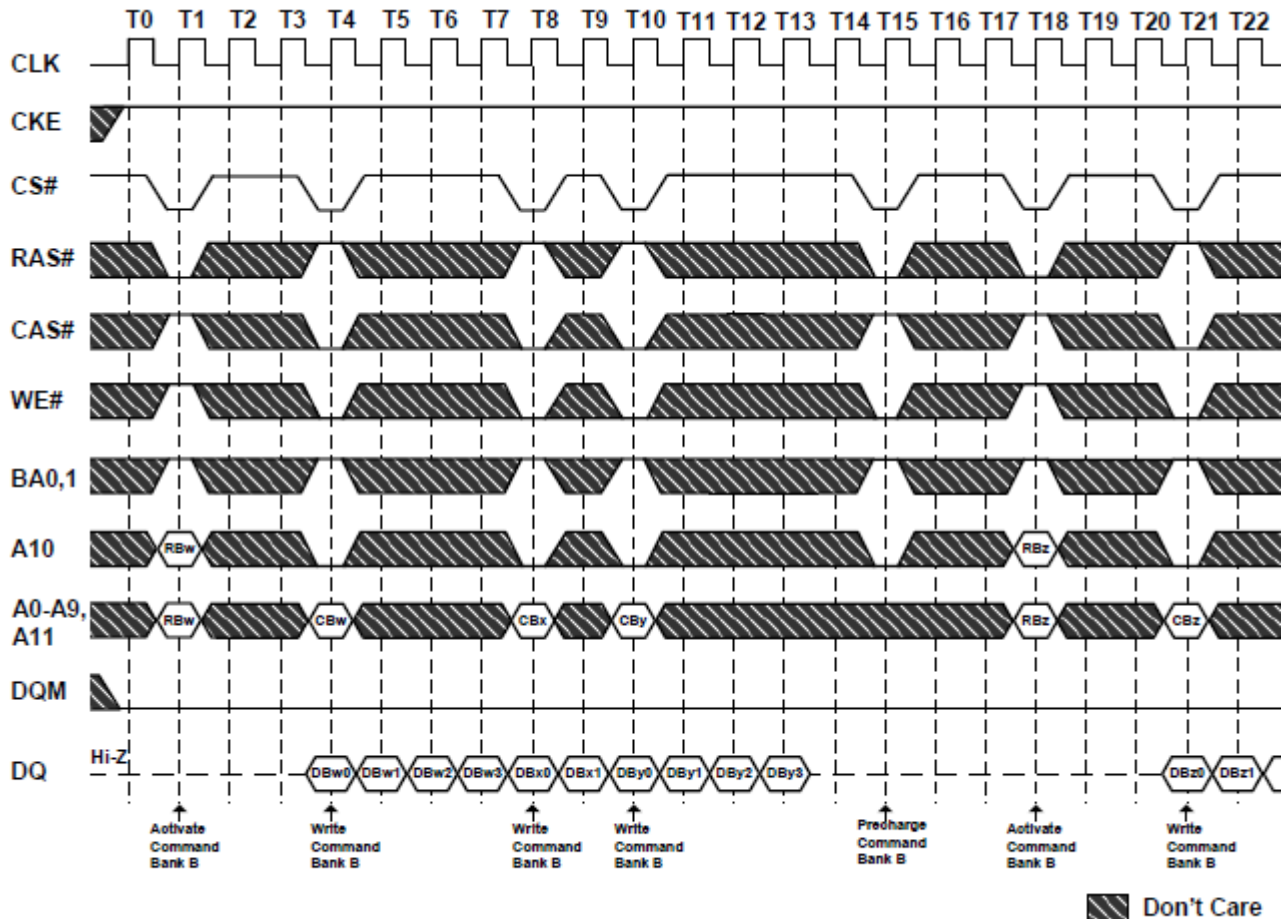 T0 T1 T2 T3 T4 T5 T6 T7 T8 T9 T10 T11 T12 T13 T14 T15 T16 T17 T18 T19 T20 T21 T22
CLK
CKE
CS#
RAS#
CAS#
WE#
BA0,1
A10 RBw RBz
A0-A9,
A11 RBw CBw CBx CBy RBz CBz
DQM
Hi-Z
DQ DBw0 DBw1 DBw2 DBw3 DBx0 DBx1 DBy0 DBy1 DBy2 DBy3 DBz0 DBz1
Activate Write Write Write Precharge Activate Write
Command Command Command Command Command Command Command
Bank B Bank B Bank B Bank B Bank B Bank B Bank B
Don't Care